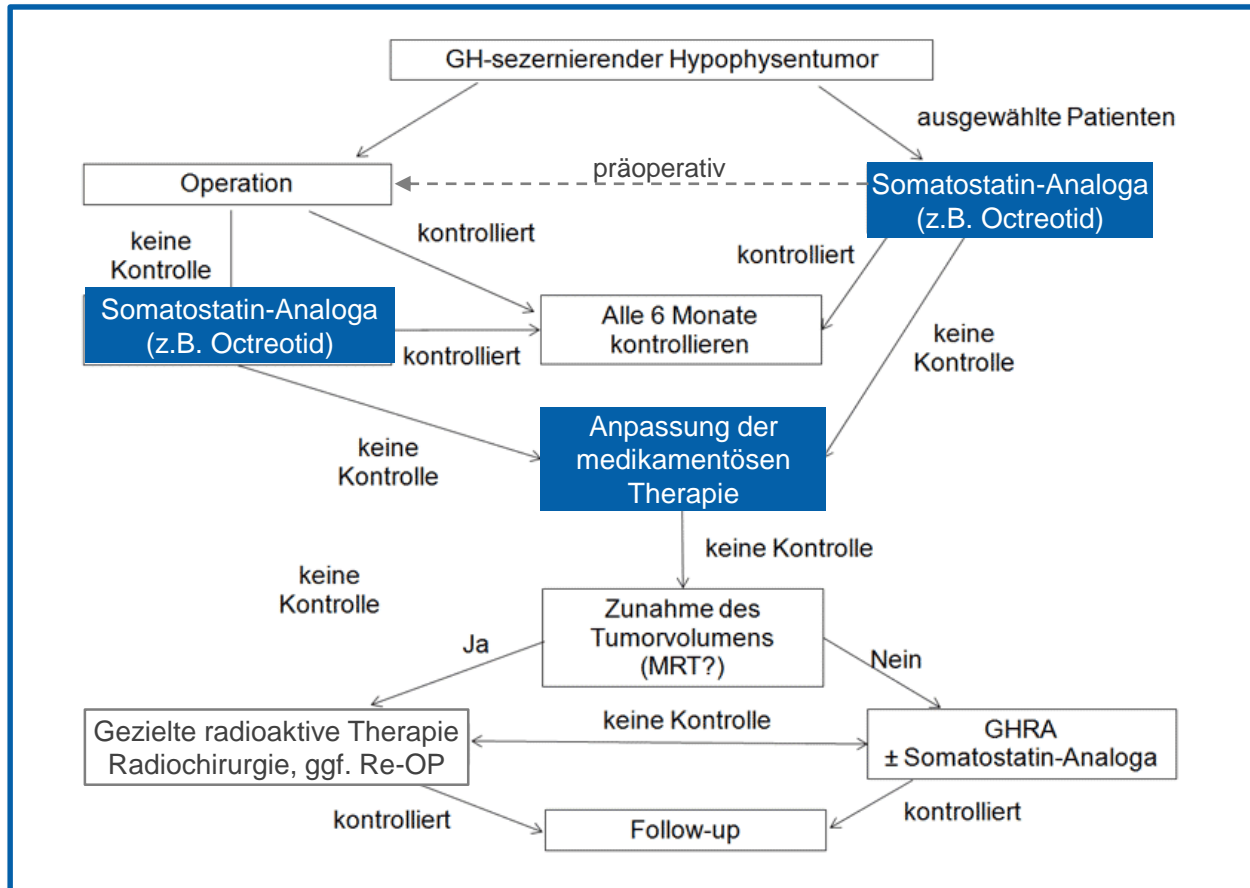 GH-sezernierender Hypophysentumor
ausgewählte Patienten
Operation
präoperativ
Somatostatin-Analoga
(z.B. Octreotid)
keine
Kontrolle
kontrolliert
kontrolliert
Somatostatin-Analoga
(z.B. Octreotid)
kontrolliert
Alle 6 Monate
kontrollieren
keine
Kontrolle
keine
Kontrolle
Anpassung der
medikamentösen
Therapie
keine Kontrolle
keine
Kontrolle
Zunahme des
Tumorvolumens
(MRT?)
Ja
Nein
Gezielte radioaktive Therapie
Radiochirurgie, ggf. Re-OP
keine Kontrolle
GHRA
± Somatostatin-Analoga
kontrolliert
Follow-up
kontrolliert